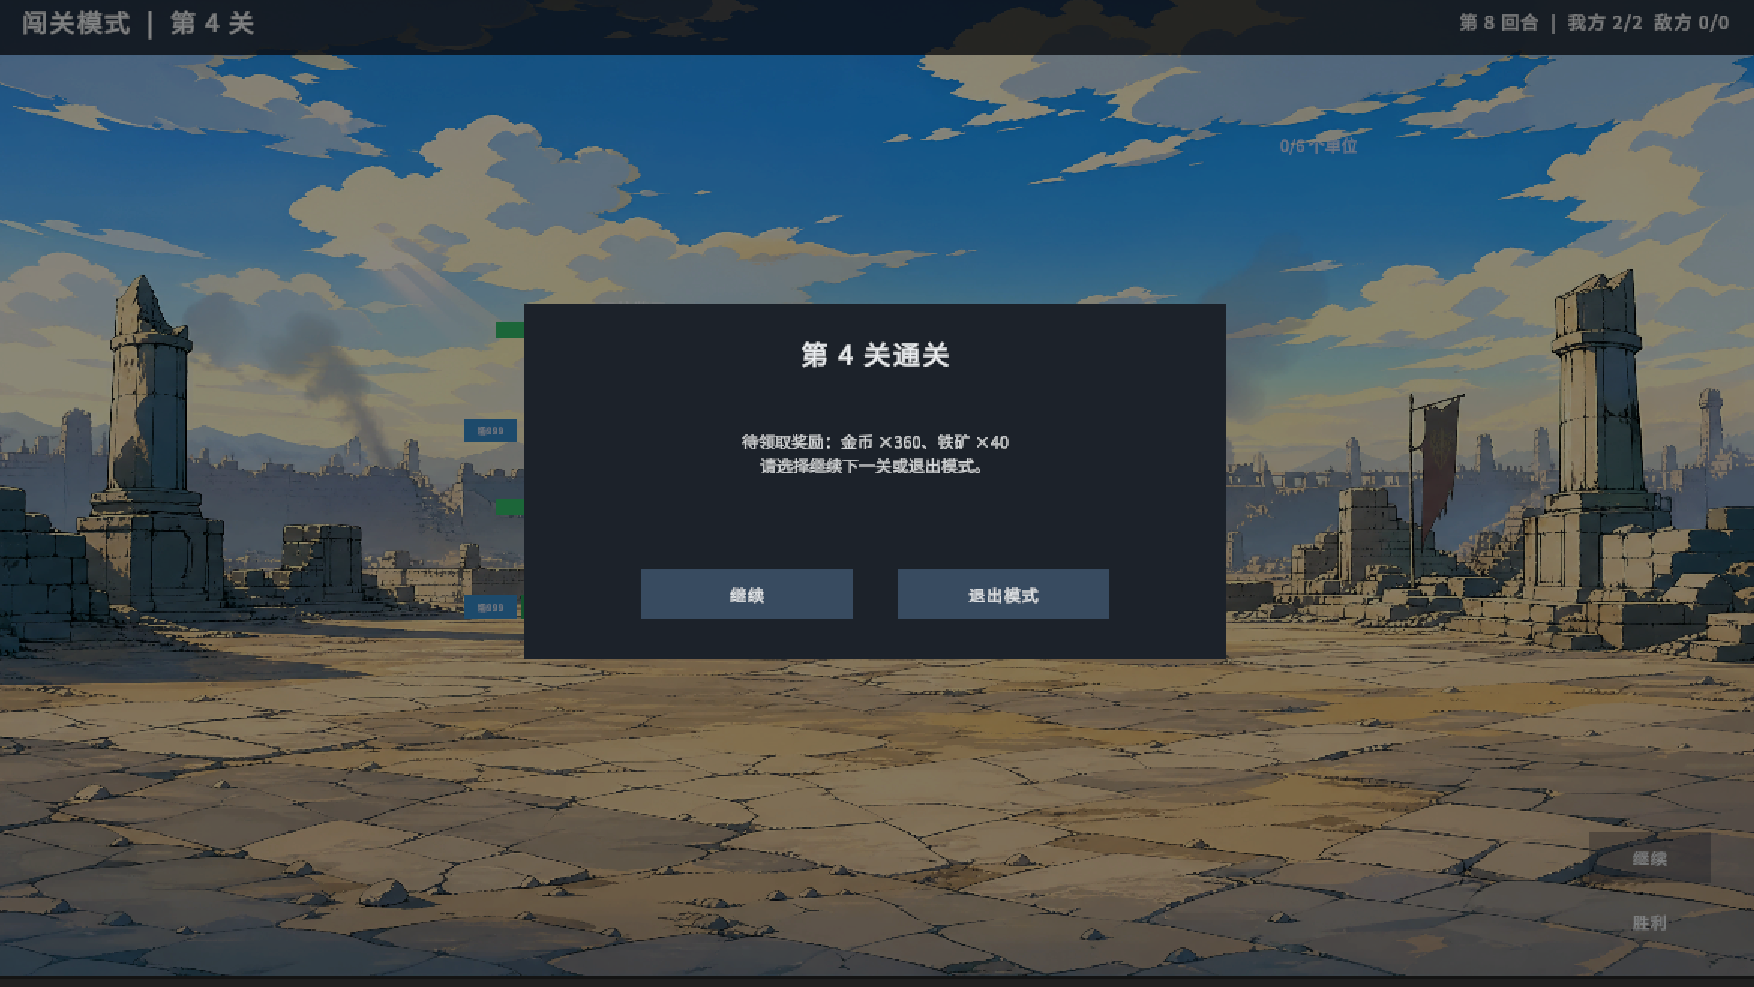 闯关模式 | 第 4 关
第 8 回合 | 我方 2/2 敌方 0/0
0/6 个单位
第 4 关通关
待领取奖励：金币 ×360、铁矿 ×40
请选择继续下一关或退出模式。
继续
退出模式
继续
胜利